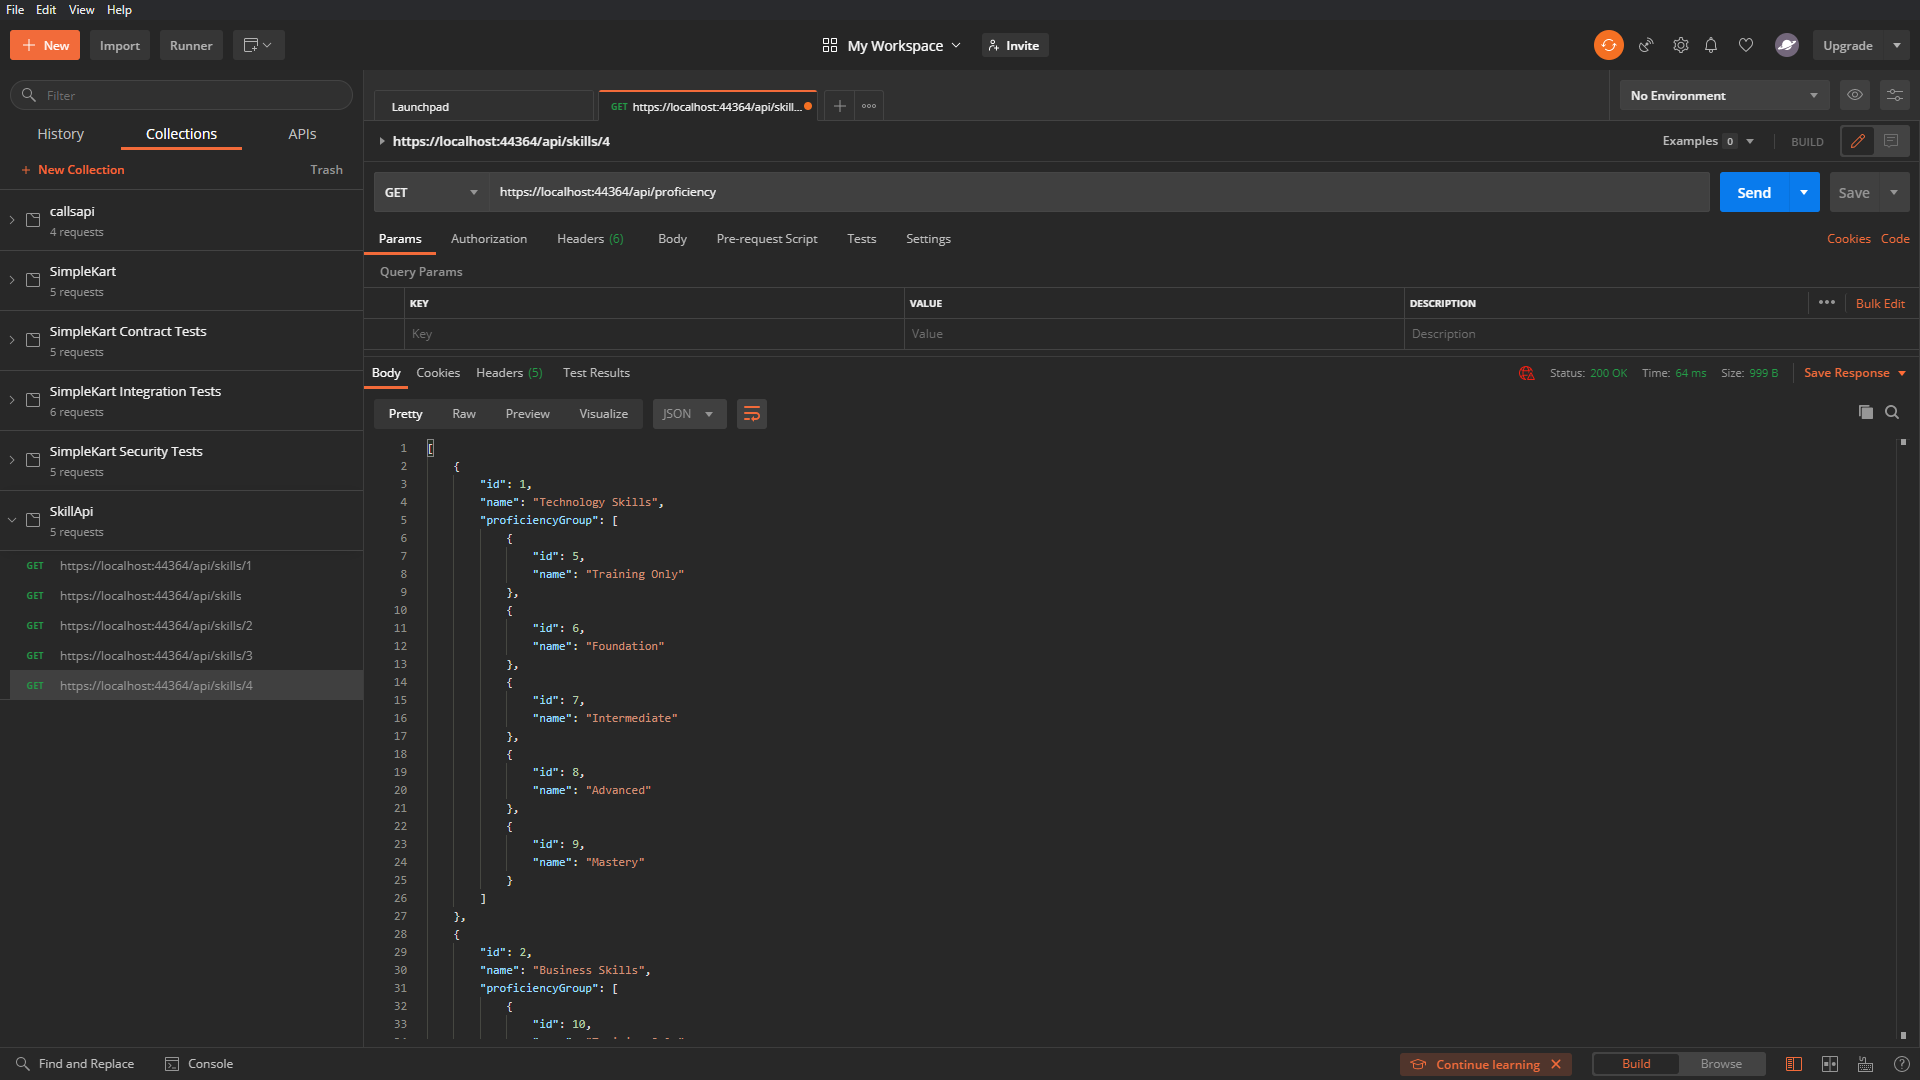 File Edit View Help
New Import Runner My Workspace Invite Upgrade
Filter
History Collections APIs
+ New Collection Trash
callsapi
4 requests
SimpleKart
5 requests
SimpleKart Contract Tests
5 requests
SimpleKart Integration Tests
6 requests
SimpleKart Security Tests
5 requests
SkillApi
5 requests
GET https://localhost:44364/api/skills/1
GET https://localhost:44364/api/skills
GET https://localhost:44364/api/skills/2
GET https://localhost:44364/api/skills/3
GET https://localhost:44364/api/skills/4
Launchpad GET https://localhost:44364/api/skill... No Environment
https://localhost:44364/api/skills/4 Examples 0 BUILD
GET https://localhost:44364/api/proficiency Send Save
Params Authorization Headers (6) Body Pre-request Script Tests Settings Cookies Code
Query Params
KEY VALUE DESCRIPTION Bulk Edit
Key Value Description
Body Cookies Headers (5) Test Results Status: 200 OK Time: 64 ms Size: 999 B Save Response
Pretty Raw Preview Visualize JSON
1 [
2 {
3 "id": 1,
4 "name": "Technology Skills",
5 "proficiencyGroup": [
6 {
7 "id": 5,
8 "name": "Training Only"
9 },
10 {
11 "id": 6,
12 "name": "Foundation"
13 },
14 {
15 "id": 7,
16 "name": "Intermediate"
17 },
18 {
19 "id": 8,
20 "name": "Advanced"
21 },
22 {
23 "id": 9,
24 "name": "Mastery"
25 }
26 ]
27 },
28 {
29 "id": 2,
30 "name": "Business Skills",
31 "proficiencyGroup": [
32 {
33 "id": 10,
Find and Replace Console Continue learning Build Browse